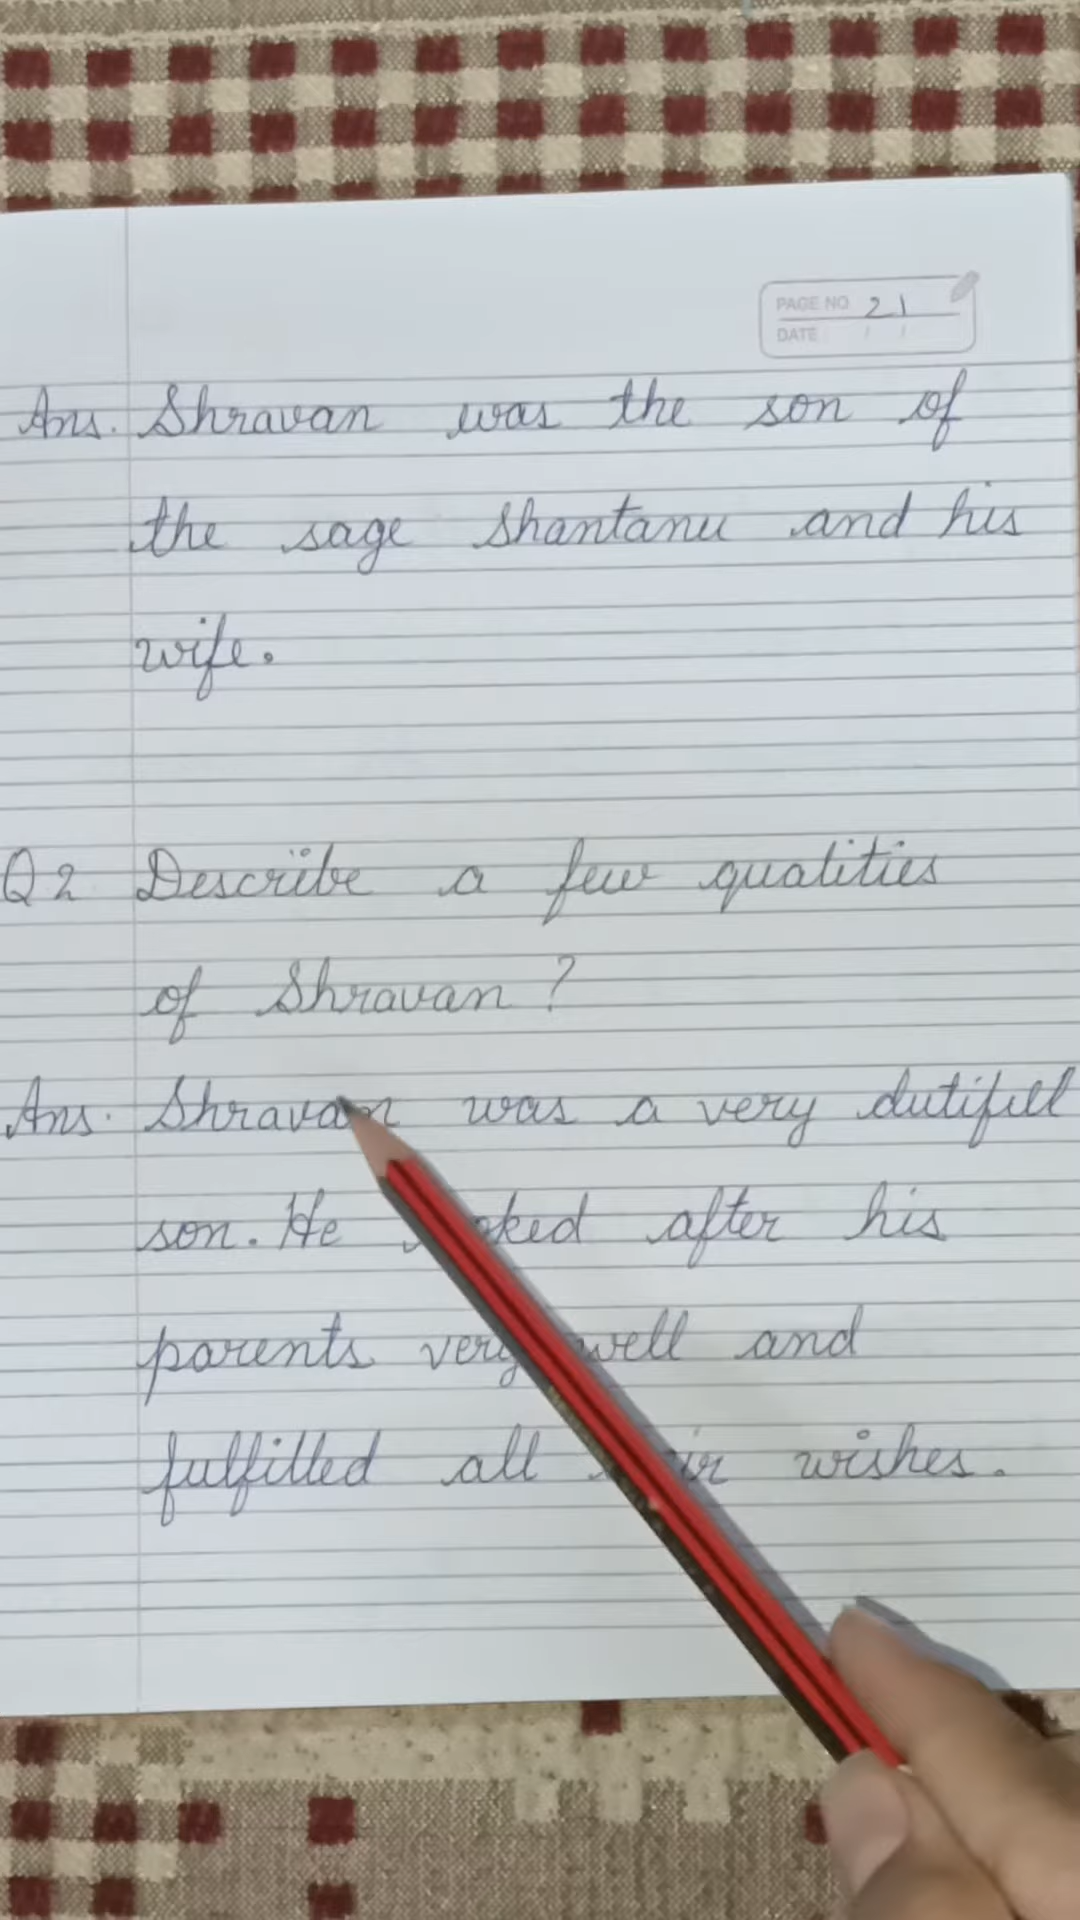 PAGE NO 21
DATE / /
Ans. Shravan was the son of
the sage Shantanu and his
wife.
Q2 Describe a few qualities
of Shravan?
Ans. Shravan was a very dutifull
son. He after his
parents very well and
fulfilled all wishes.